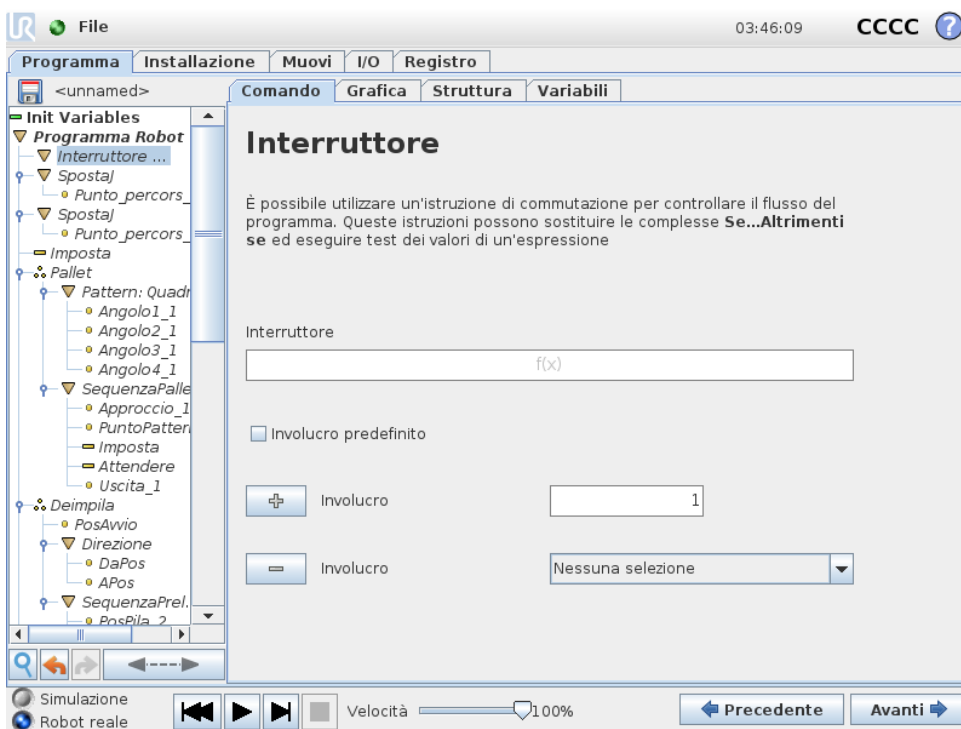 UR File 03:46:09 CCCC ?
Programma Installazione Muovi I/O Registro
<unnamed>
Comando Grafica Struttura Variabili
Init Variables
Programma Robot
Interruttore ...
SpostaJ
Punto_percors_
SpostaJ
Punto_percors_
Imposta
Pallet
Pattern: Quadr
Angolo1_1
Angolo2_1
Angolo3_1
Angolo4_1
SequenzaPalle
Approccio_1
PuntoPatter
Imposta
Attendere
Uscita_1
Deimpila
PosAvvio
Direzione
DaPos
APos
SequenzaPrel.
PosPila_2
Interruttore
È possibile utilizzare un'istruzione di commutazione per controllare il flusso del
programma. Queste istruzioni possono sostituire le complesse Se...Altrimenti
se ed eseguire test dei valori di un'espressione
Interruttore
f(x)
Involucro predefinito
Involucro 1
Involucro Nessuna selezione
Simulazione
Robot reale
Velocità 100%
Precedente Avanti